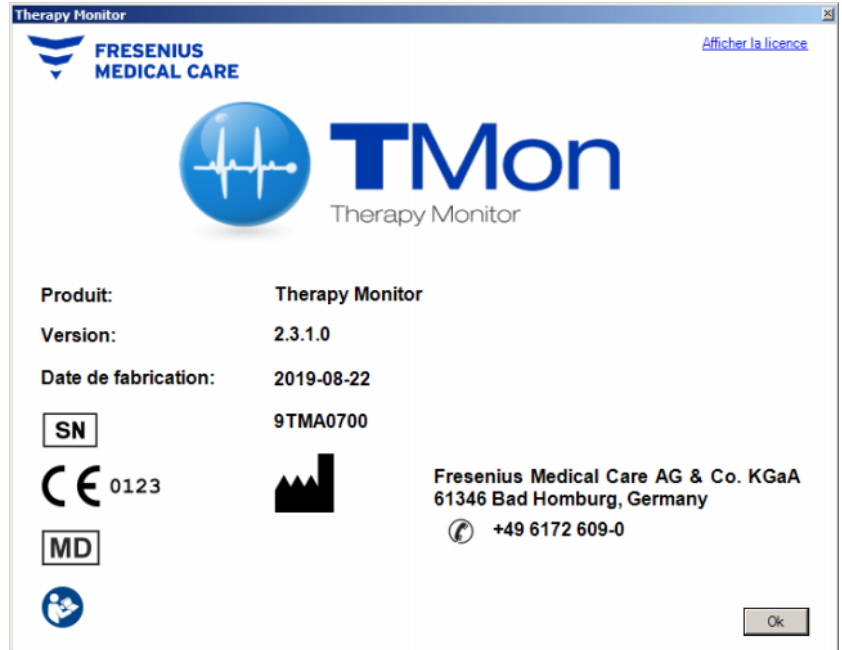 Therapy Monitor
FRESENIUS
MEDICAL CARE
Afficher la licence
TMon
Therapy Monitor
Produit: Therapy Monitor
Version: 2.3.1.0
Date de fabrication: 2019-08-22
SN 9TMA0700
CE 0123
Fresenius Medical Care AG & Co. KGaA
61346 Bad Homburg, Germany
+49 6172 609-0
MD
Ok